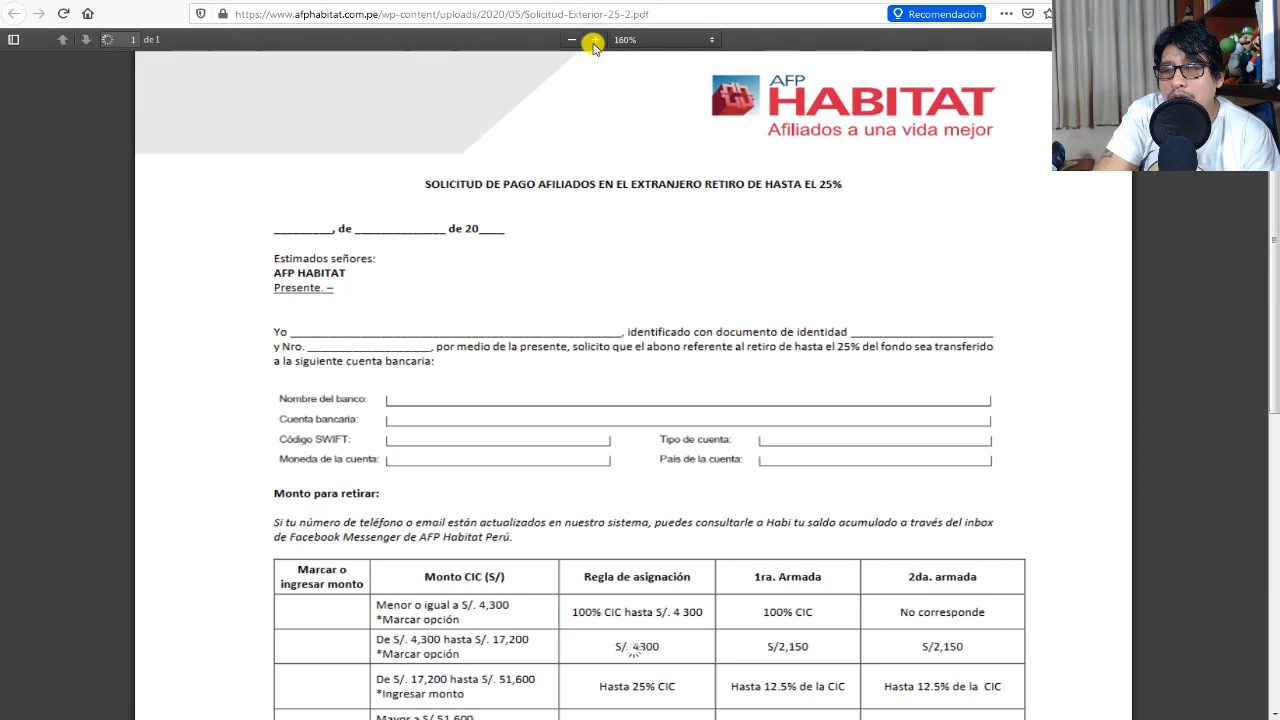 https://www.afphabitat.com.pe/wp-content/uploads/2020/05/Solicitud-Exterior-25-2.pdf
Recomendación
1 de 1
160%
AFP
HABITAT
Afiliados a una vida mejor
SOLICITUD DE PAGO AFILIADOS EN EL EXTRANJERO RETIRO DE HASTA EL 25%
_________, de ______________ de 20____
Estimados señores:
AFP HABITAT
Presente. –
Yo ____________________________________________________, identificado con documento de identidad ______________________
y Nro. ___________________, por medio de la presente, solicito que el abono referente al retiro de hasta el 25% del fondo sea transferido
a la siguiente cuenta bancaria:
Nombre del banco:
Cuenta bancaria:
Código SWIFT: Tipo de cuenta:
Moneda de la cuenta: País de la cuenta:
Monto para retirar:
Si tu número de teléfono o email están actualizados en nuestro sistema, puedes consultarle a Habi tu saldo acumulado a través del inbox
de Facebook Messenger de AFP Habitat Perú.
Marcar o ingresar monto Monto CIC (S/) Regla de asignación 1ra. Armada 2da. armada
Menor o igual a S/. 4,300
*Marcar opción
100% CIC hasta S/. 4 300 100% CIC No corresponde
De S/. 4,300 hasta S/. 17,200
*Marcar opción
S/. 4300 S/2,150 S/2,150
De S/. 17,200 hasta S/. 51,600
*Ingresar monto
Hasta 25% CIC Hasta 12.5% de la CIC Hasta 12.5% de la CIC
Mayor a S/.51,600